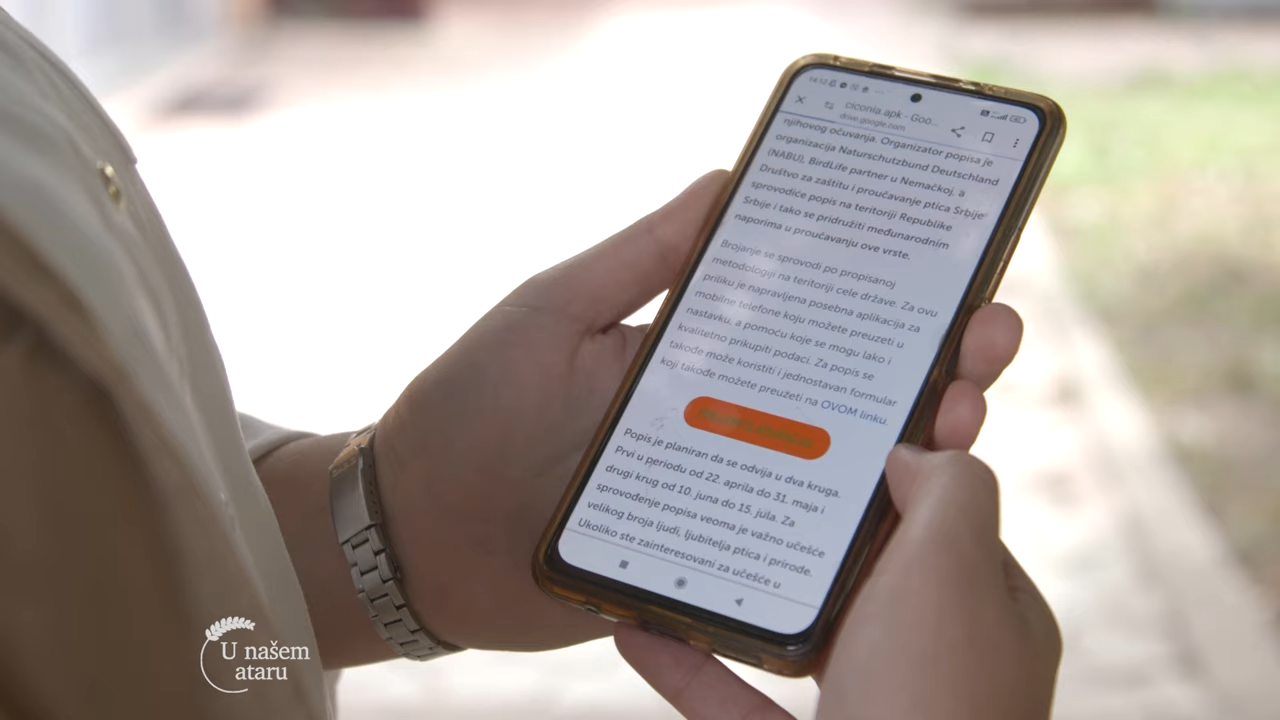 14:12
ciconia.apk - Goo...
drive.google.com
njihovog očuvanja. Organizator popisa je
organizacija Naturschutzbund Deutschland
(NABU), BirdLife partner u Nemačkoj, a
Društvo za zaštitu i proučavanje ptica Srbije
sprovodiće popis na teritoriji Republike
Srbije i tako se pridružiti međunarodnim
naporima u proučavanju ove vrste.
Brojanje se sprovodi po propisanoj
metodologiji na teritoriji cele države. Za ovu
priliku je napravljena posebna aplikacija za
mobilne telefone koju možete preuzeti u
nastavku, a pomoću koje se mogu lako i
kvalitetno prikupiti podaci. Za popis se
takođe može koristiti i jednostavan formular
koji takođe možete preuzeti na OVOM linku.
Popis je planiran da se odvija u dva kruga.
Prvi u periodu od 22. aprila do 31. maja i
drugi krug od 10. juna do 15. jula. Za
sprovođenje popisa veoma je važno učešće
velikog broja ljudi, ljubitelja ptica i prirode.
Ukoliko ste zainteresovani za učešće u
U našem
ataru